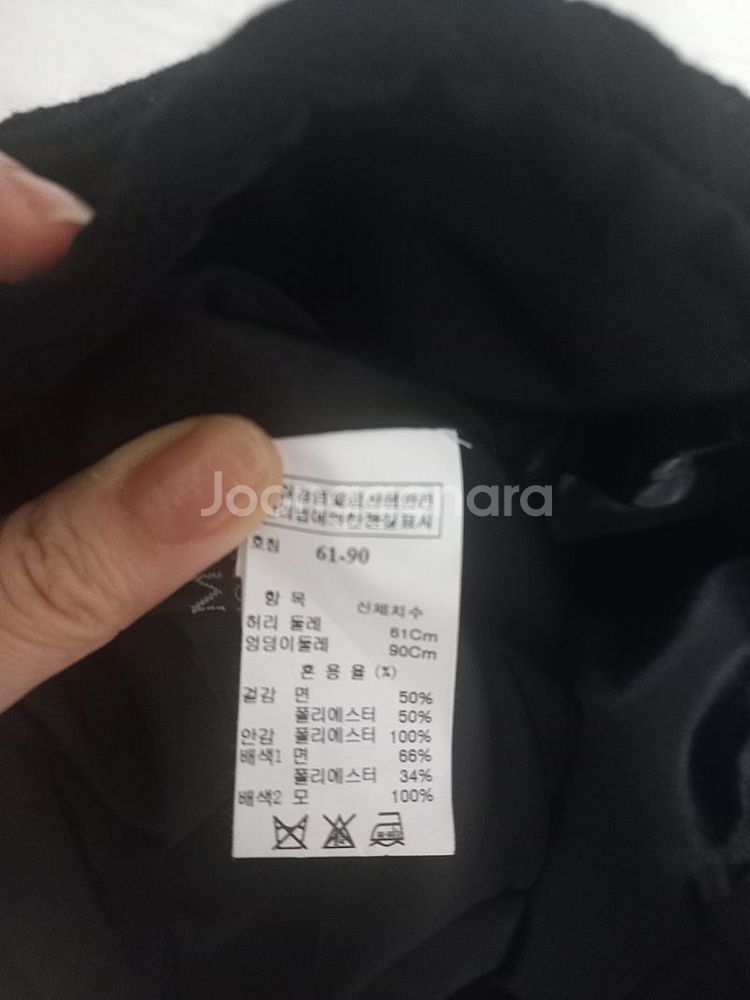 Joonggonara
호칭 61-90
항 목 신체치수
허리 둘레 61Cm
엉덩이둘레 90Cm
혼 용 율 (%)
겉감 면 50%
폴리에스터 50%
안감 폴리에스터 100%
배색1 면 66%
폴리에스터 34%
배색2 모 100%